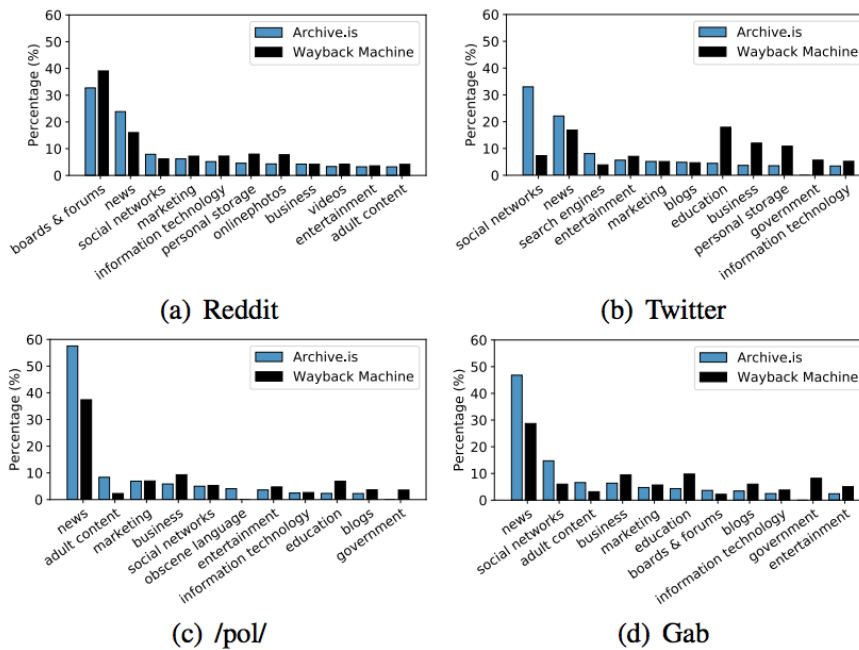 60
50
40
30
20
10
0
Percentage (%)
Archive.is
Wayback Machine
boards & forums
news
social networks
marketing
information technology
personal storage
onlinephotos
business
videos
entertainment
adult content
(a) Reddit
60
50
40
30
20
10
0
Percentage (%)
Archive.is
Wayback Machine
social networks
news
search engines
entertainment
marketing
blogs
education
business
personal storage
government
information technology
(b) Twitter
60
50
40
30
20
10
0
Percentage (%)
Archive.is
Wayback Machine
news
adult content
marketing
business
social networks
obscene language
entertainment
information technology
education
blogs
government
(c) /pol/
60
50
40
30
20
10
0
Percentage (%)
Archive.is
Wayback Machine
news
social networks
adult content
business
marketing
education
boards & forums
blogs
information technology
government
entertainment
(d) Gab